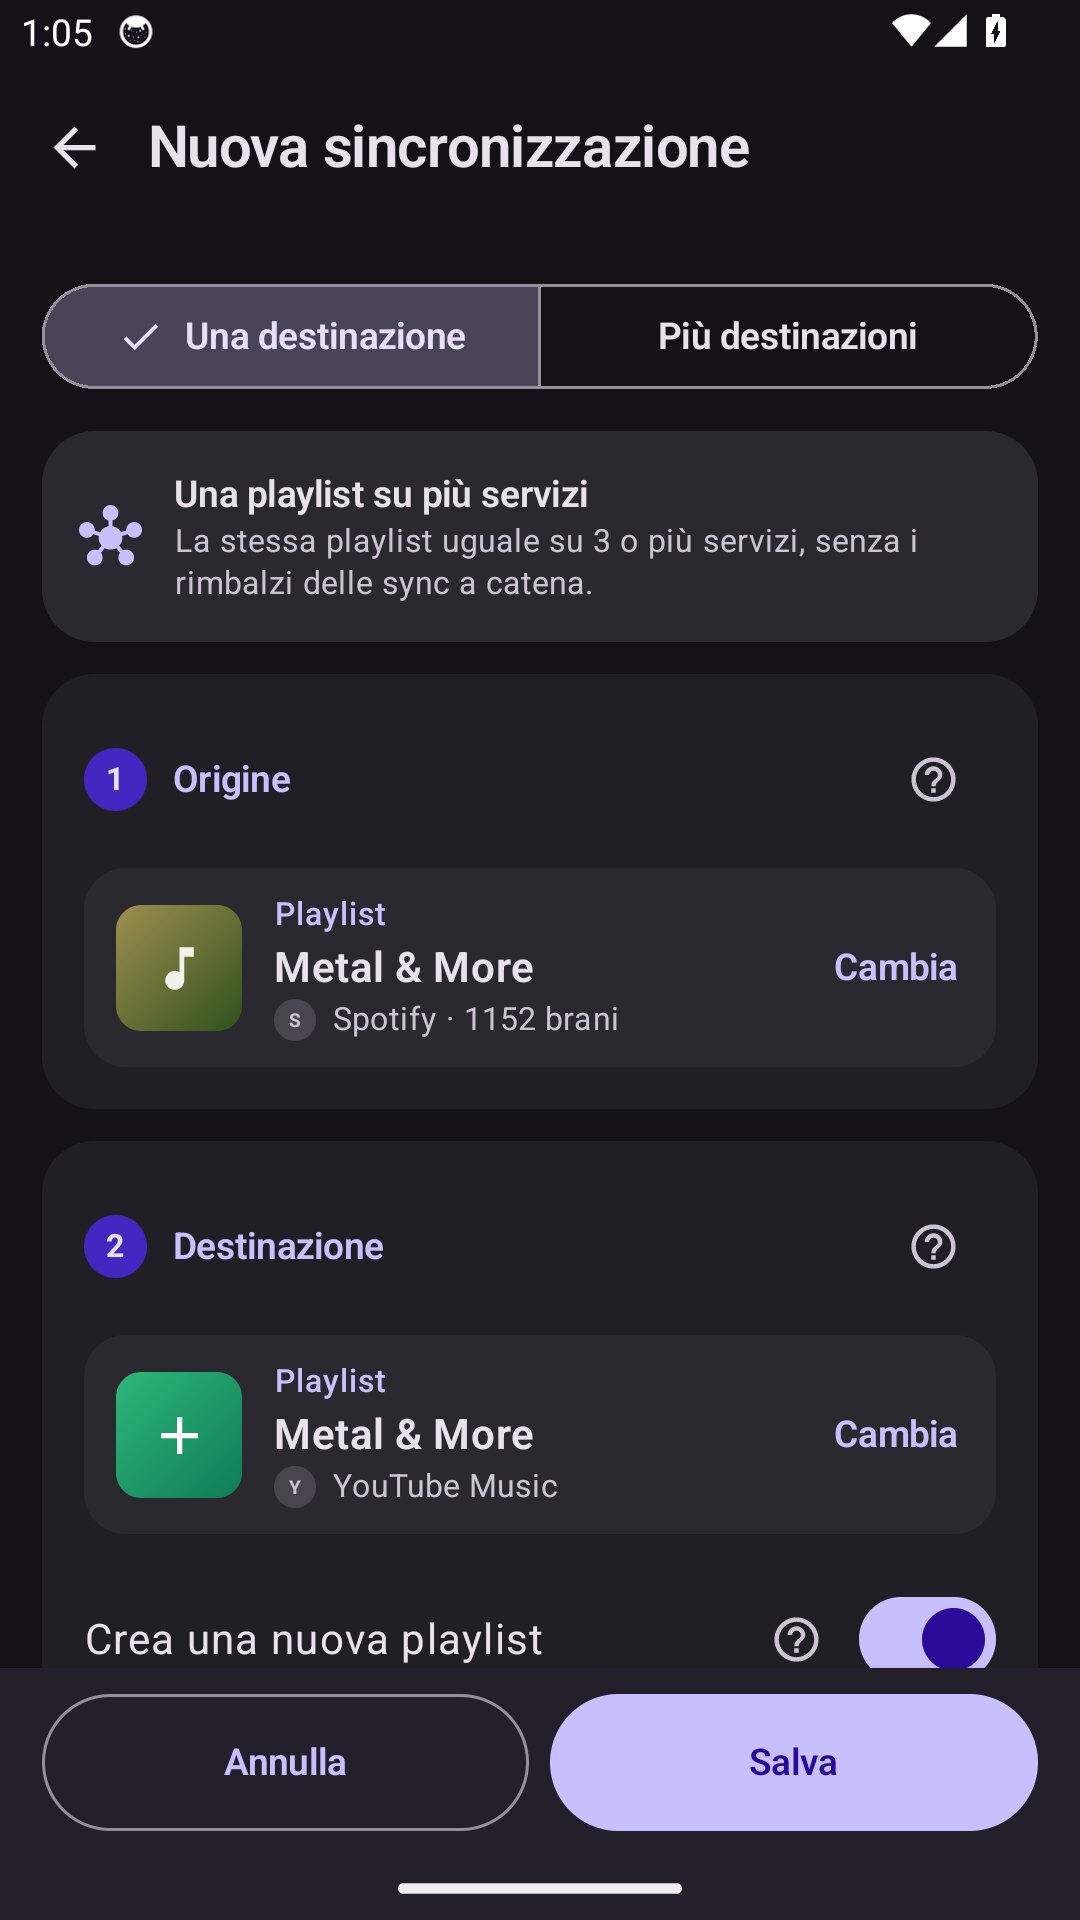 1:05
Nuova sincronizzazione
Una destinazione
Più destinazioni
Una playlist su più servizi
La stessa playlist uguale su 3 o più servizi, senza i
rimbalzi delle sync a catena.
1
Origine
Playlist
Metal & More
S
Spotify · 1152 brani
Cambia
2
Destinazione
Playlist
Metal & More
Y
YouTube Music
Cambia
Crea una nuova playlist
Annulla
Salva